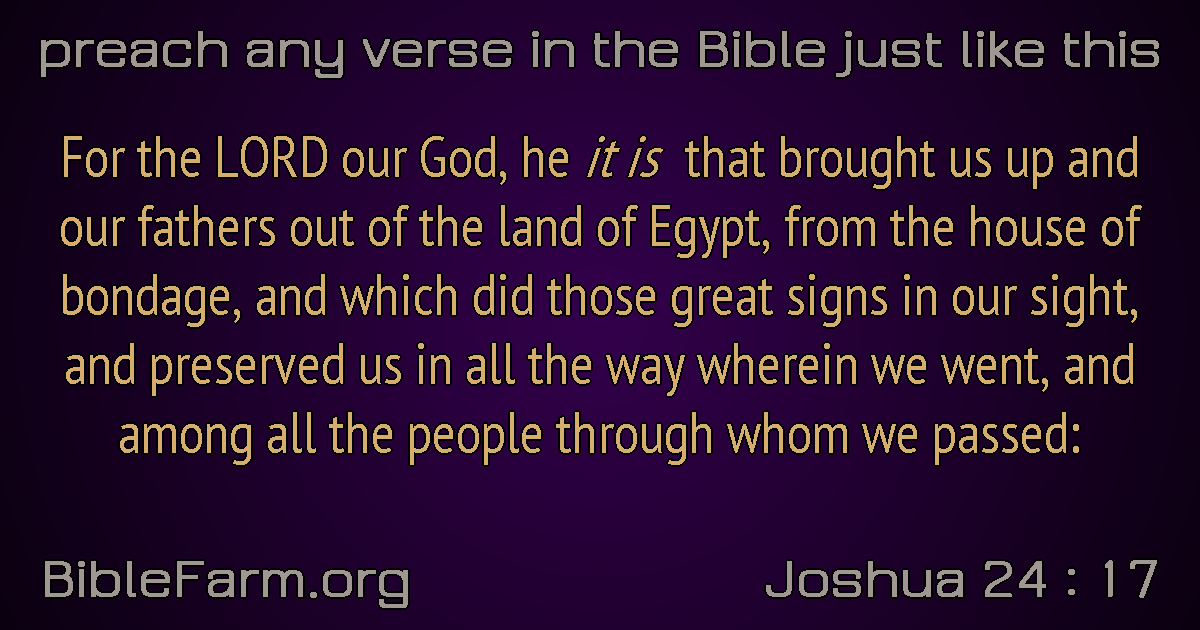 preach any verse in the Bible just like this
For the LORD our God, he it is that brought us up and
our fathers out of the land of Egypt, from the house of
bondage, and which did those great signs in our sight,
and preserved us in all the way wherein we went, and
among all the people through whom we passed:
BibleFarm.org
Joshua 24 : 17